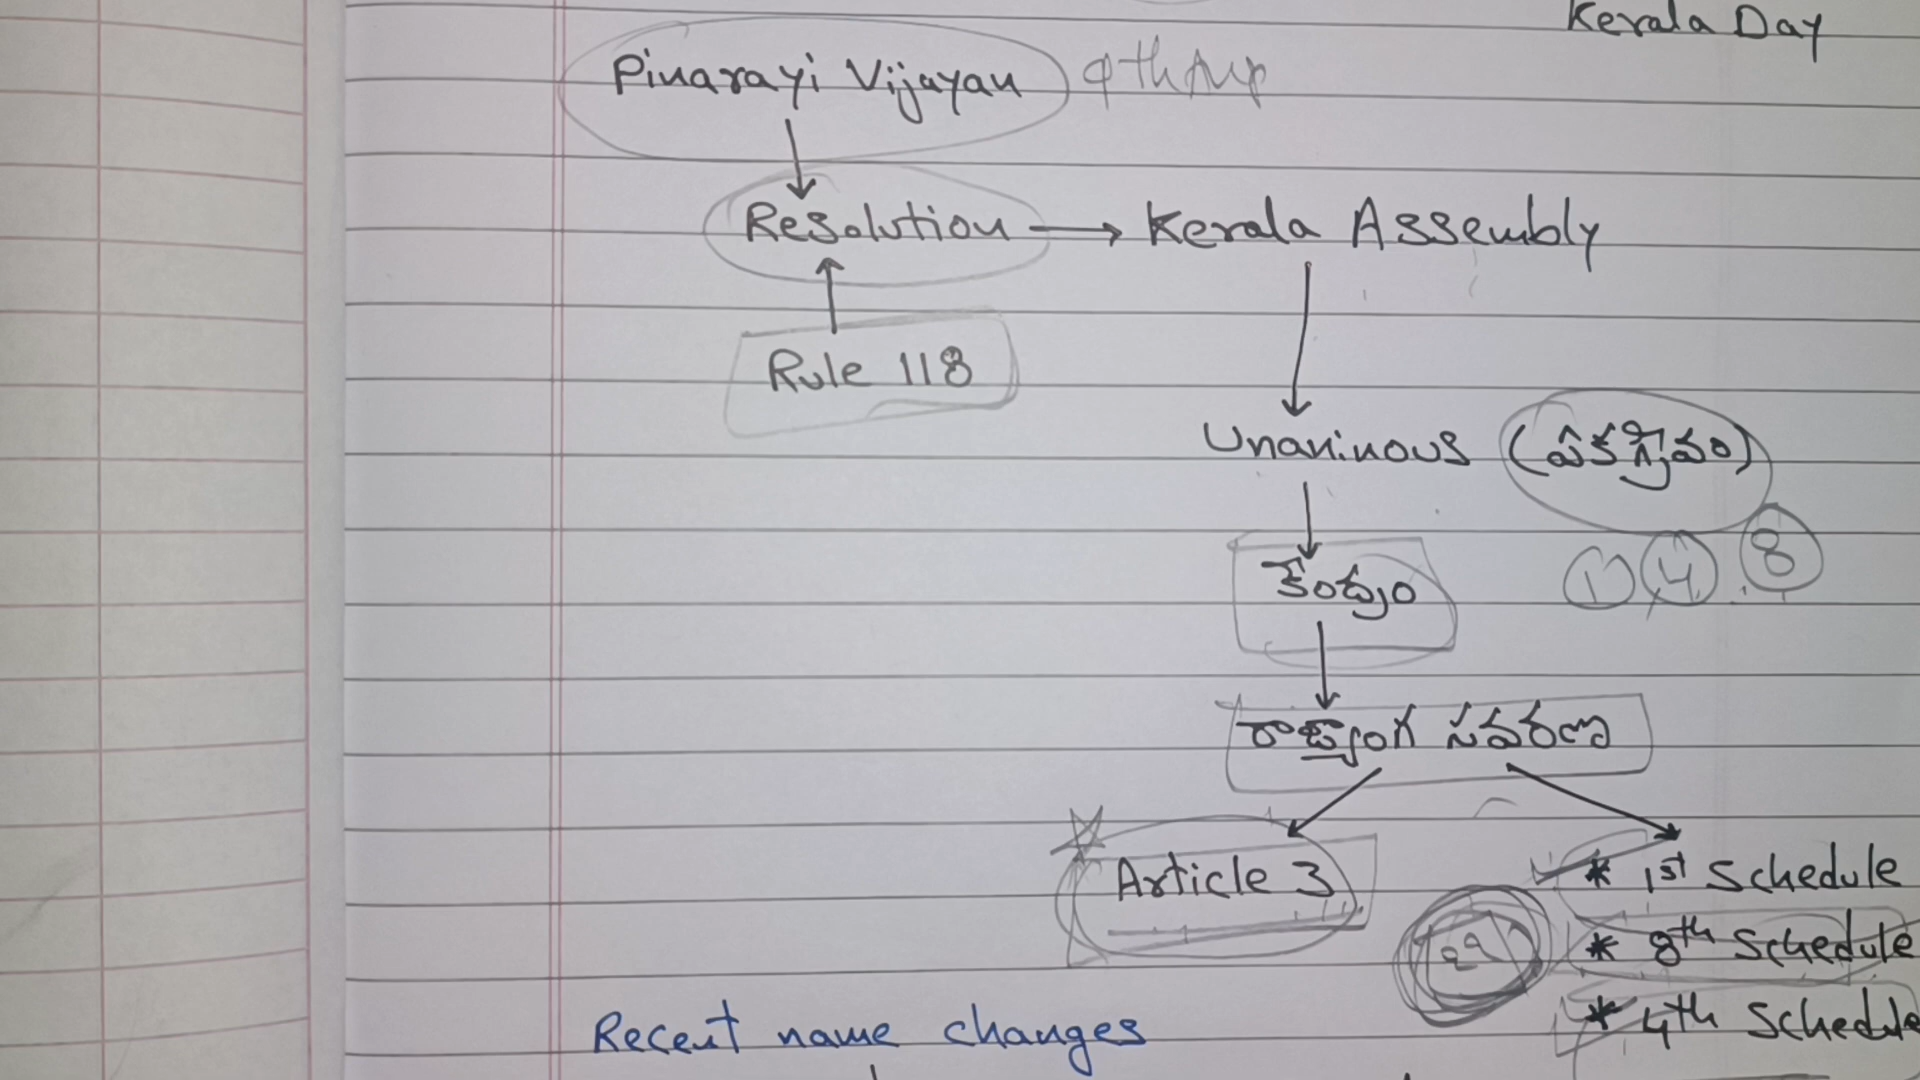 Kerala Day
Pinarayi Vijayan 9th Aug
Resolution → Kerala Assembly
Rule 118
Unaninous (ఏకగ్రీవం)
1 4 8
కేంద్రం
రాజ్యాంగ సవరణ
Article 3
* 1st Schedule
* 8th Schedule
* 4th Schedule
Recent name changes